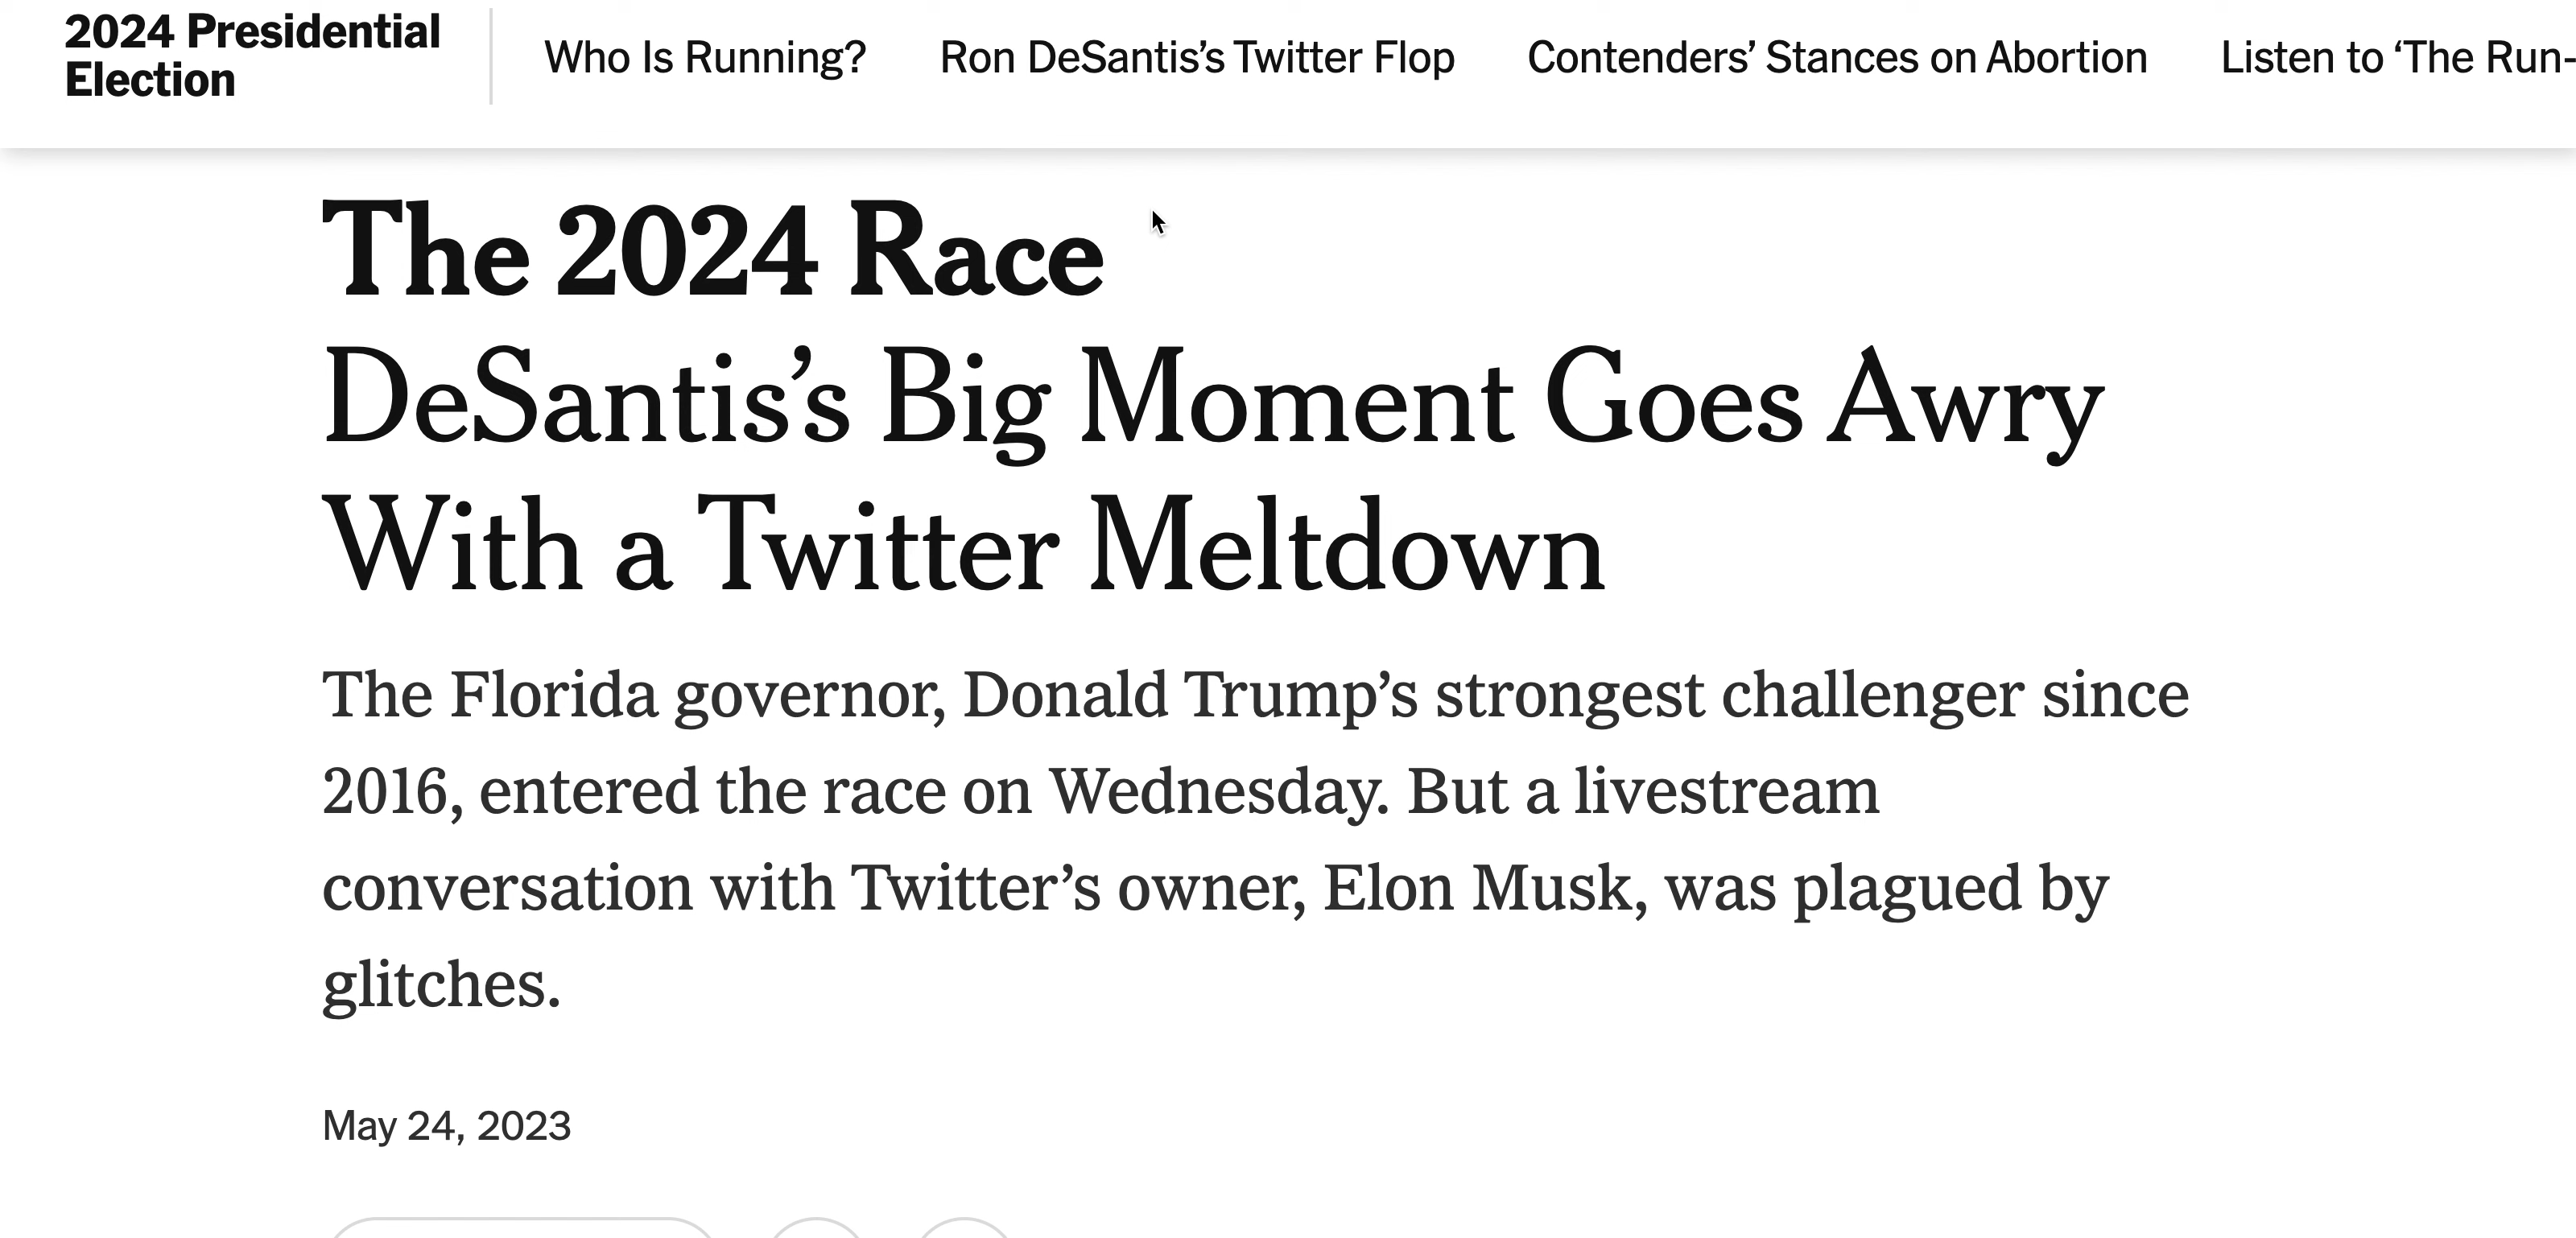 2024 Presidential
Election
Who Is Running?
Ron DeSantis’s Twitter Flop
Contenders’ Stances on Abortion
Listen to ‘The Run-
The 2024 Race
DeSantis’s Big Moment Goes Awry
With a Twitter Meltdown
The Florida governor, Donald Trump’s strongest challenger since
2016, entered the race on Wednesday. But a livestream
conversation with Twitter’s owner, Elon Musk, was plagued by
glitches.
May 24, 2023